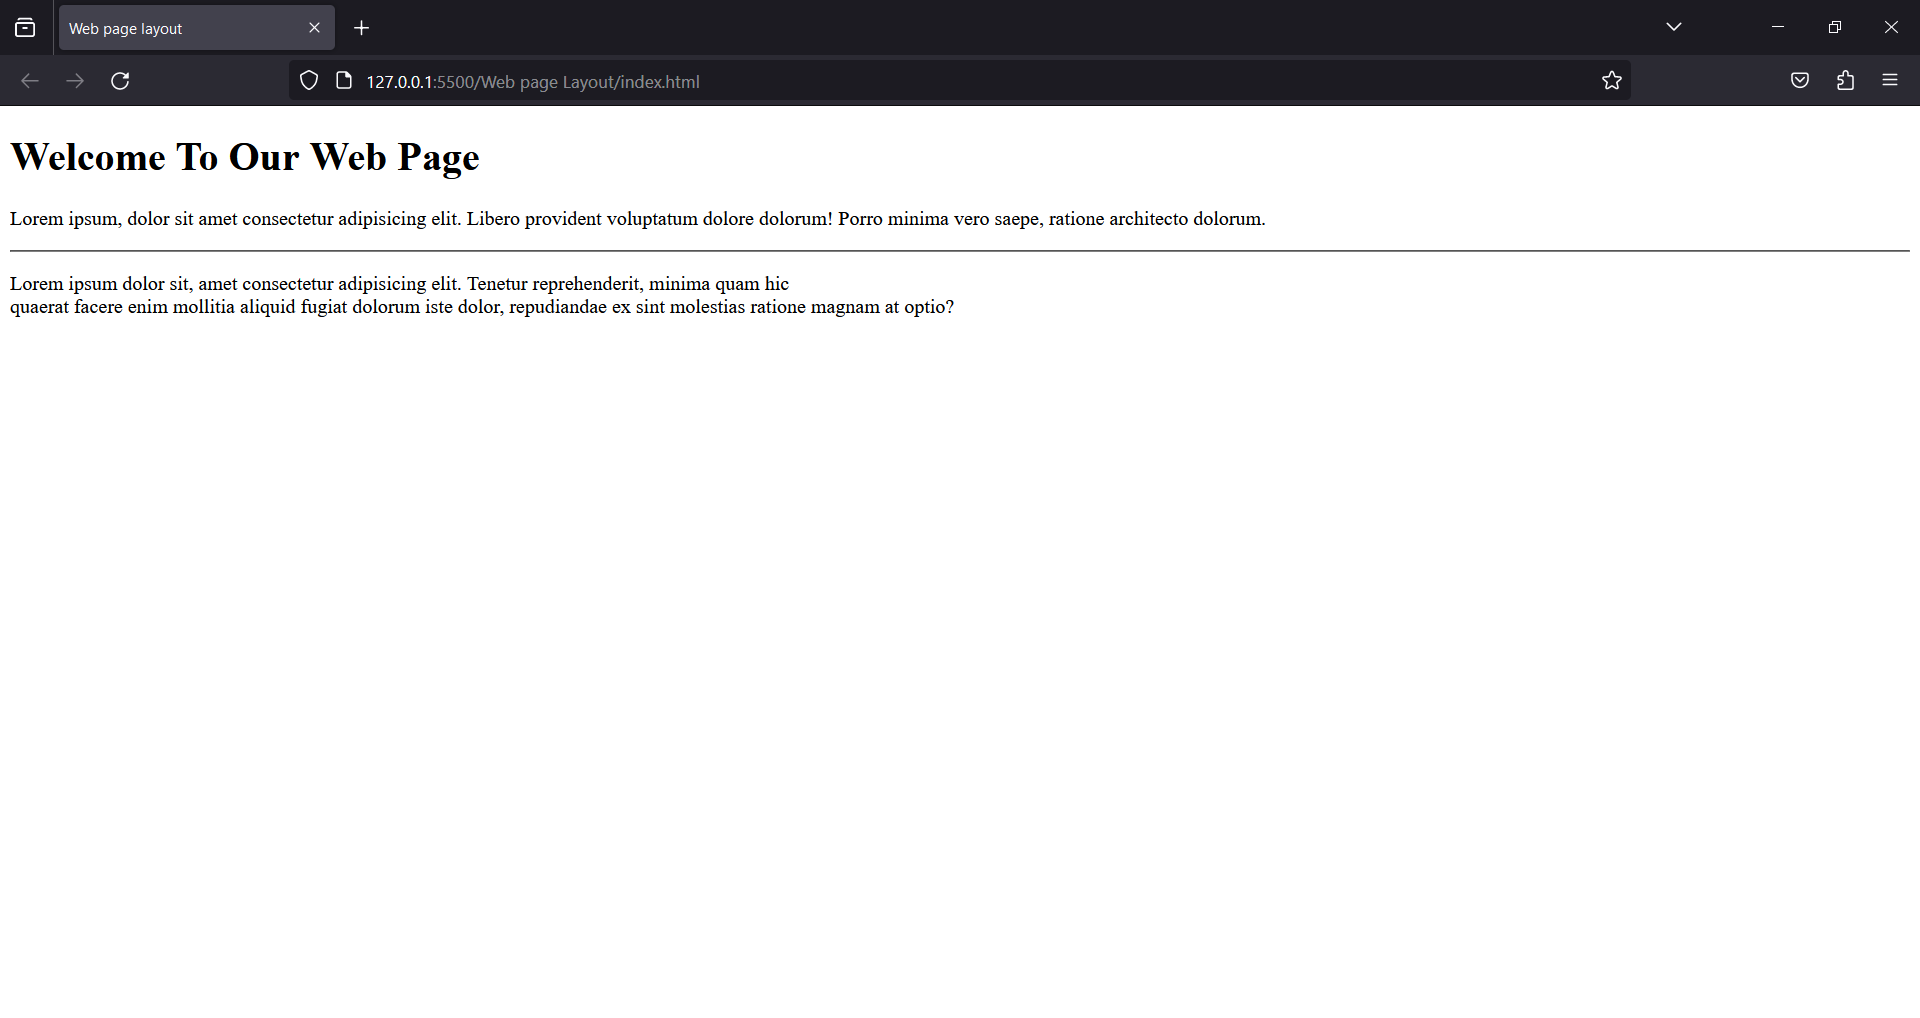 Web page layout
127.0.0.1:5500/Web page Layout/index.html
Welcome To Our Web Page
Lorem ipsum, dolor sit amet consectetur adipisicing elit. Libero provident voluptatum dolore dolorum! Porro minima vero saepe, ratione architecto dolorum.
Lorem ipsum dolor sit, amet consectetur adipisicing elit. Tenetur reprehenderit, minima quam hic
quaerat facere enim mollitia aliquid fugiat dolorum iste dolor, repudiandae ex sint molestias ratione magnam at optio?